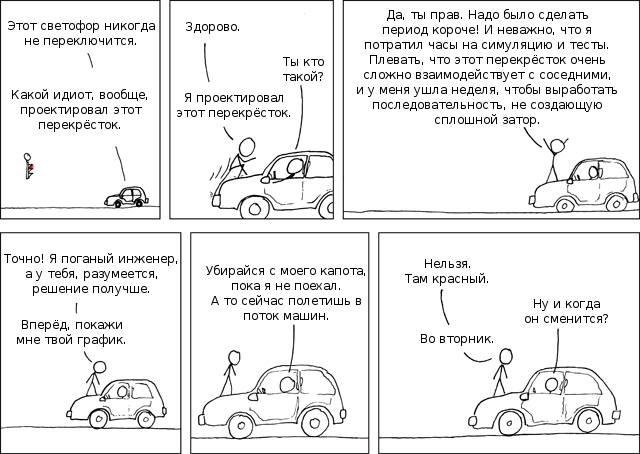 Этот светофор никогда
не переключится.
Какой идиот, вообще,
проектировал этот
перекрёсток.
Здорово.
Ты кто
такой?
Я проектировал
этот перекрёсток.
Да, ты прав. Надо было сделать
период короче! И неважно, что я
потратил часы на симуляцию и тесты.
Плевать, что этот перекрёсток очень
сложно взаимодействует с соседними,
и у меня ушла неделя, чтобы выработать
последовательность, не создающую
сплошной затор.
Точно! Я поганый инженер,
а у тебя, разумеется,
решение получше.
Вперёд, покажи
мне твой график.
Убирайся с моего капота,
пока я не поехал.
А то сейчас полетишь в
поток машин.
Нельзя.
Там красный.
Ну и когда
он сменится?
Во вторник.